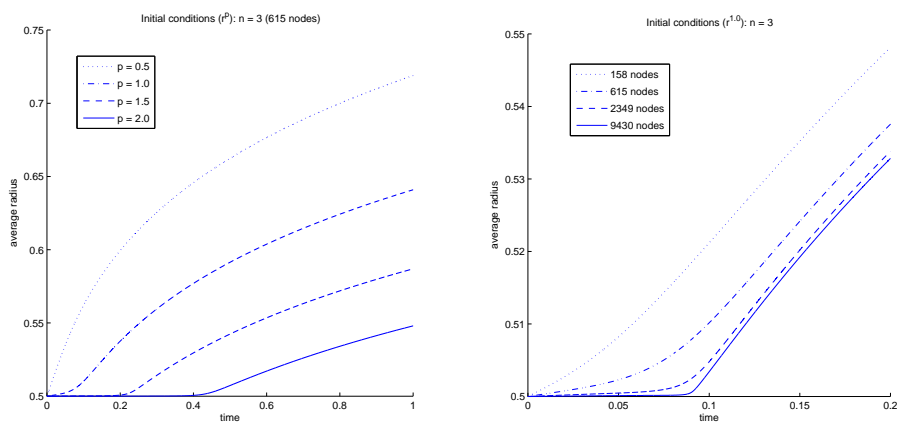 Initial conditions (r^p): n = 3 (615 nodes)
p = 0.5
p = 1.0
p = 1.5
p = 2.0
0.75
0.7
0.65
0.6
0.55
0.5
average radius
0
0.2
0.4
0.6
0.8
1
time
Initial conditions (r^1.0): n = 3
158 nodes
615 nodes
2349 nodes
9430 nodes
0.55
0.54
0.53
0.52
0.51
0.5
average radius
0
0.05
0.1
0.15
0.2
time